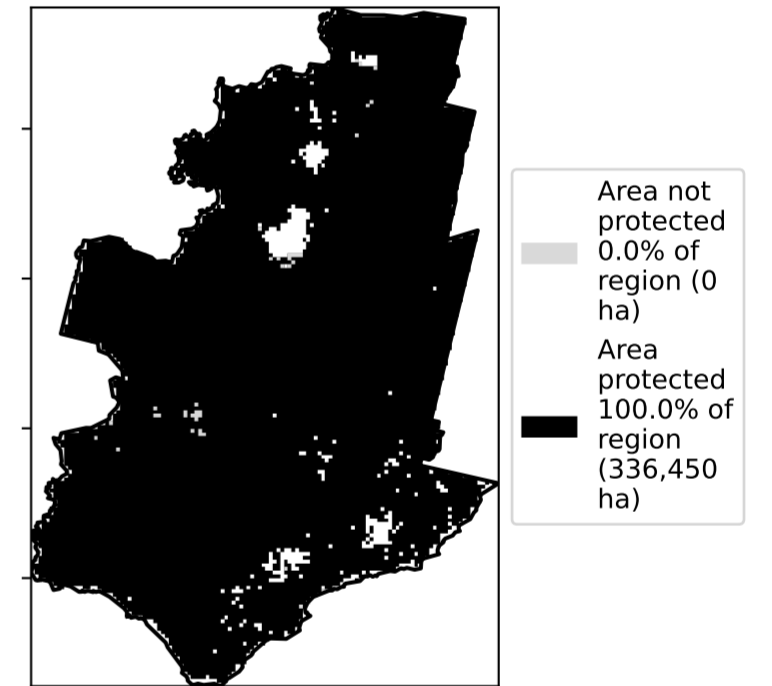 Area not
protected
0.0% of
region (0
ha)
Area
protected
100.0% of
region
(336,450
ha)